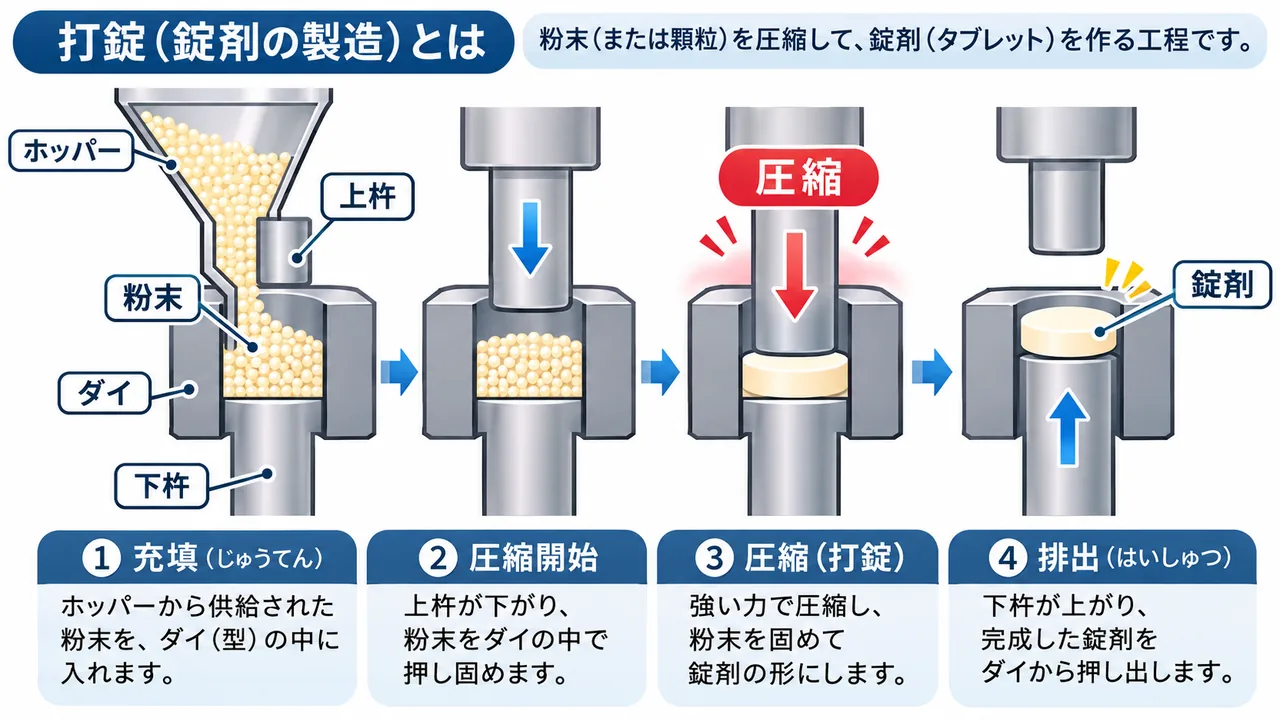 打錠（錠剤の製造）とは
粉末（または顆粒）を圧縮して、錠剤（タブレット）を作る工程です。
ホッパー
上杵
粉末
ダイ
下杵
圧縮
錠剤
1 充填（じゅうてん）
ホッパーから供給された
粉末を、ダイ（型）の中に
入れます。
2 圧縮開始
上杵が下がり、
粉末をダイの中で
押し固めます。
3 圧縮（打錠）
強い力で圧縮し、
粉末を固めて
錠剤の形にします。
4 排出（はいしゅつ）
下杵が上がり、
完成した錠剤を
ダイから押し出します。